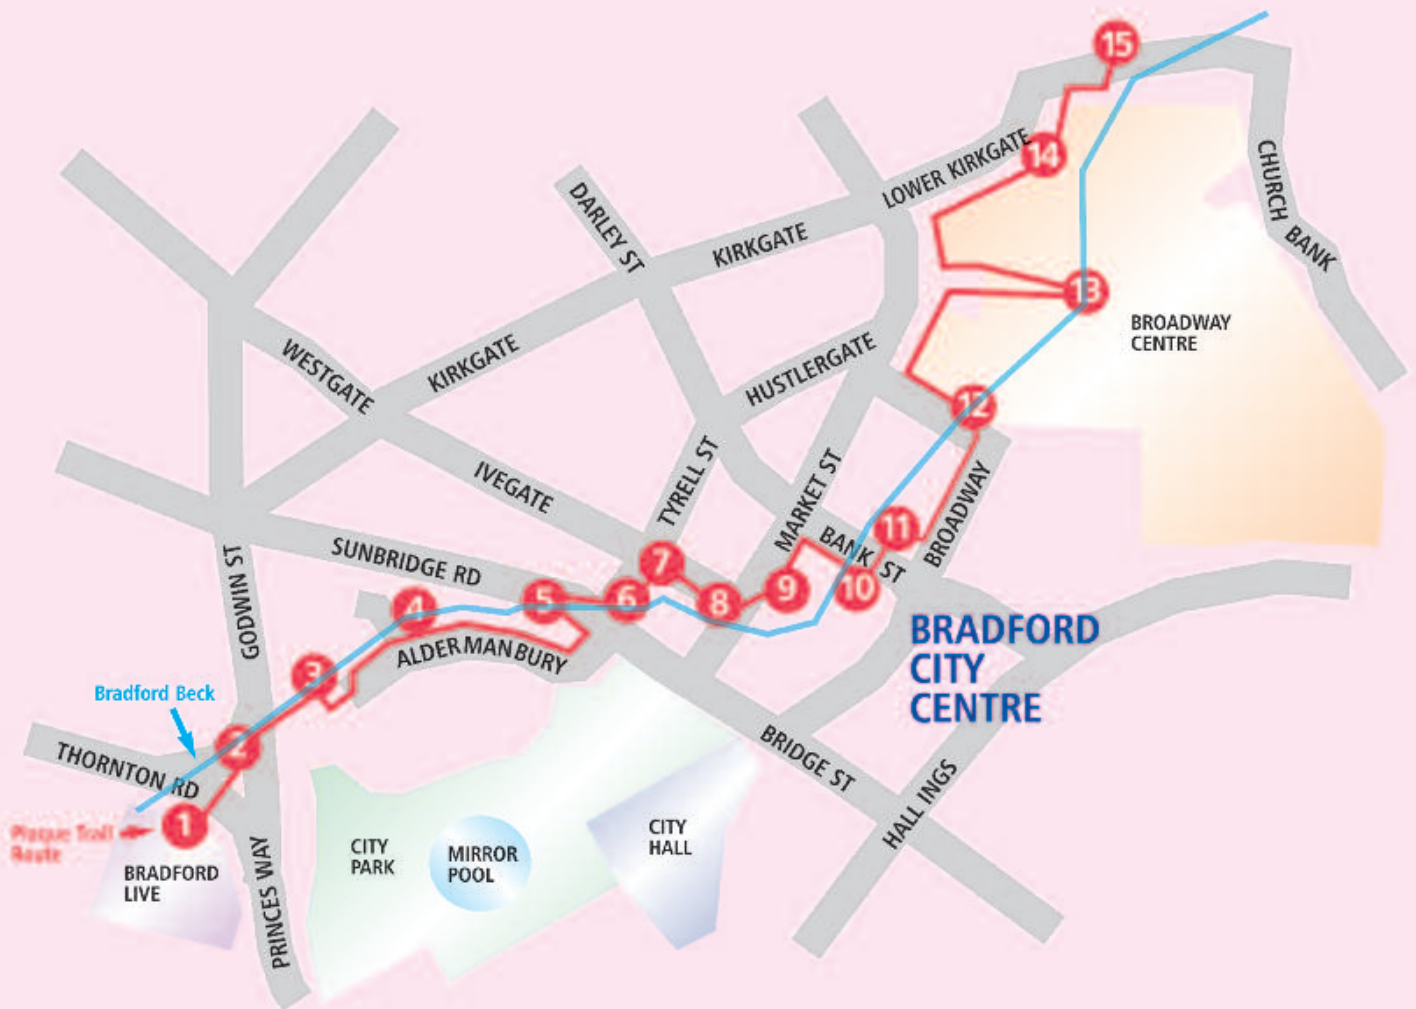 15
CHURCH
BANK
14
LOWER KIRKGATE
DARLEY ST
KIRKGATE
13
BROADWAY
CENTRE
WESTGATE
KIRKGATE
HUSTLERGATE
12
IVEGATE
TYRELL ST
MARKET ST
11
BROADWAY
BANK ST
SUNBRIDGE RD
GODWIN ST
7
4
5
6
8
9
10
ALDERMANBURY
BRADFORD
CITY
CENTRE
3
Bradford Beck
2
THORNTON RD
BRIDGE ST
HALL INGS
1
Plaque Trail
Route
BRADFORD
LIVE
PRINCES WAY
CITY
PARK
MIRROR
POOL
CITY
HALL